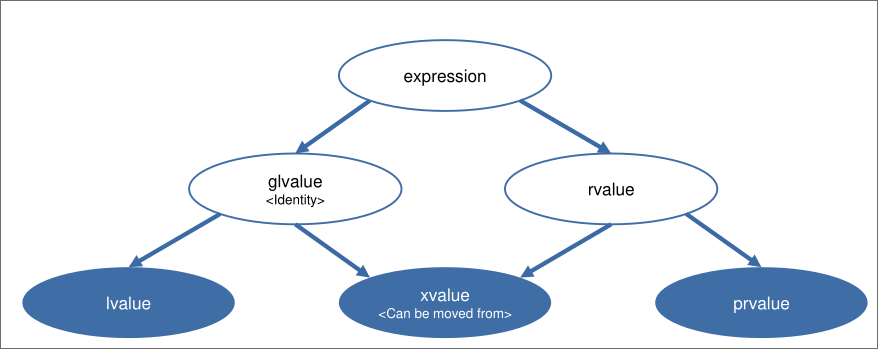 expression
glvalue
<Identity>
rvalue
lvalue
xvalue
<Can be moved from>
prvalue